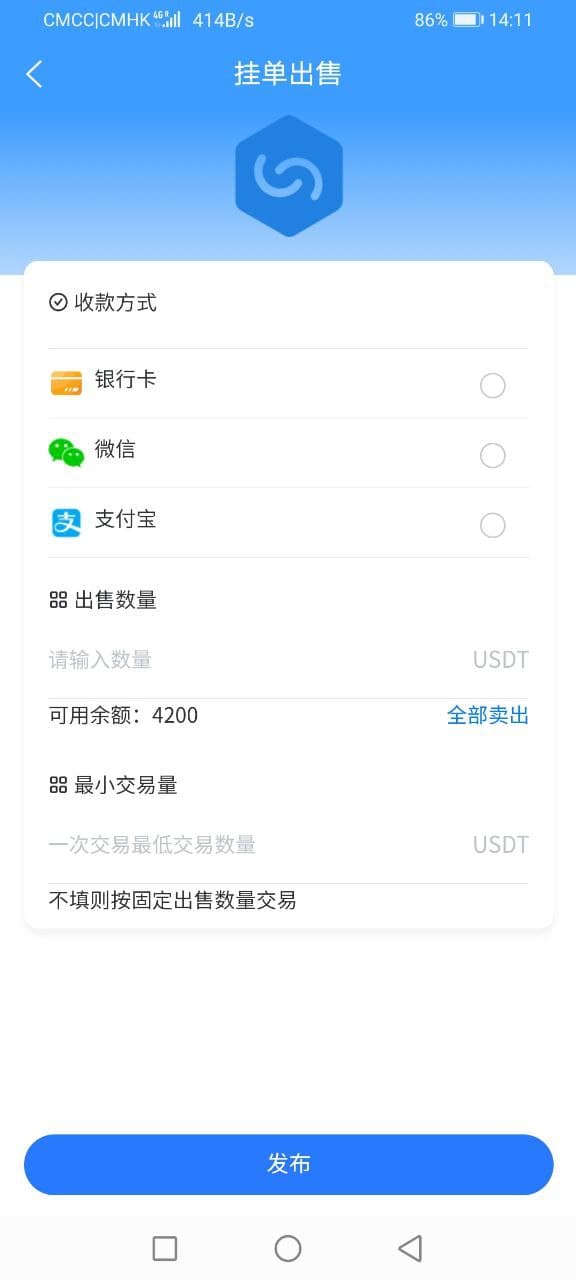 CMCC|CMHK 4G 414B/s 86% 14:11
挂单出售
收款方式
银行卡
微信
支付宝
出售数量
请输入数量 USDT
可用余额：4200 全部卖出
最小交易量
一次交易最低交易数量 USDT
不填则按固定出售数量交易
发布